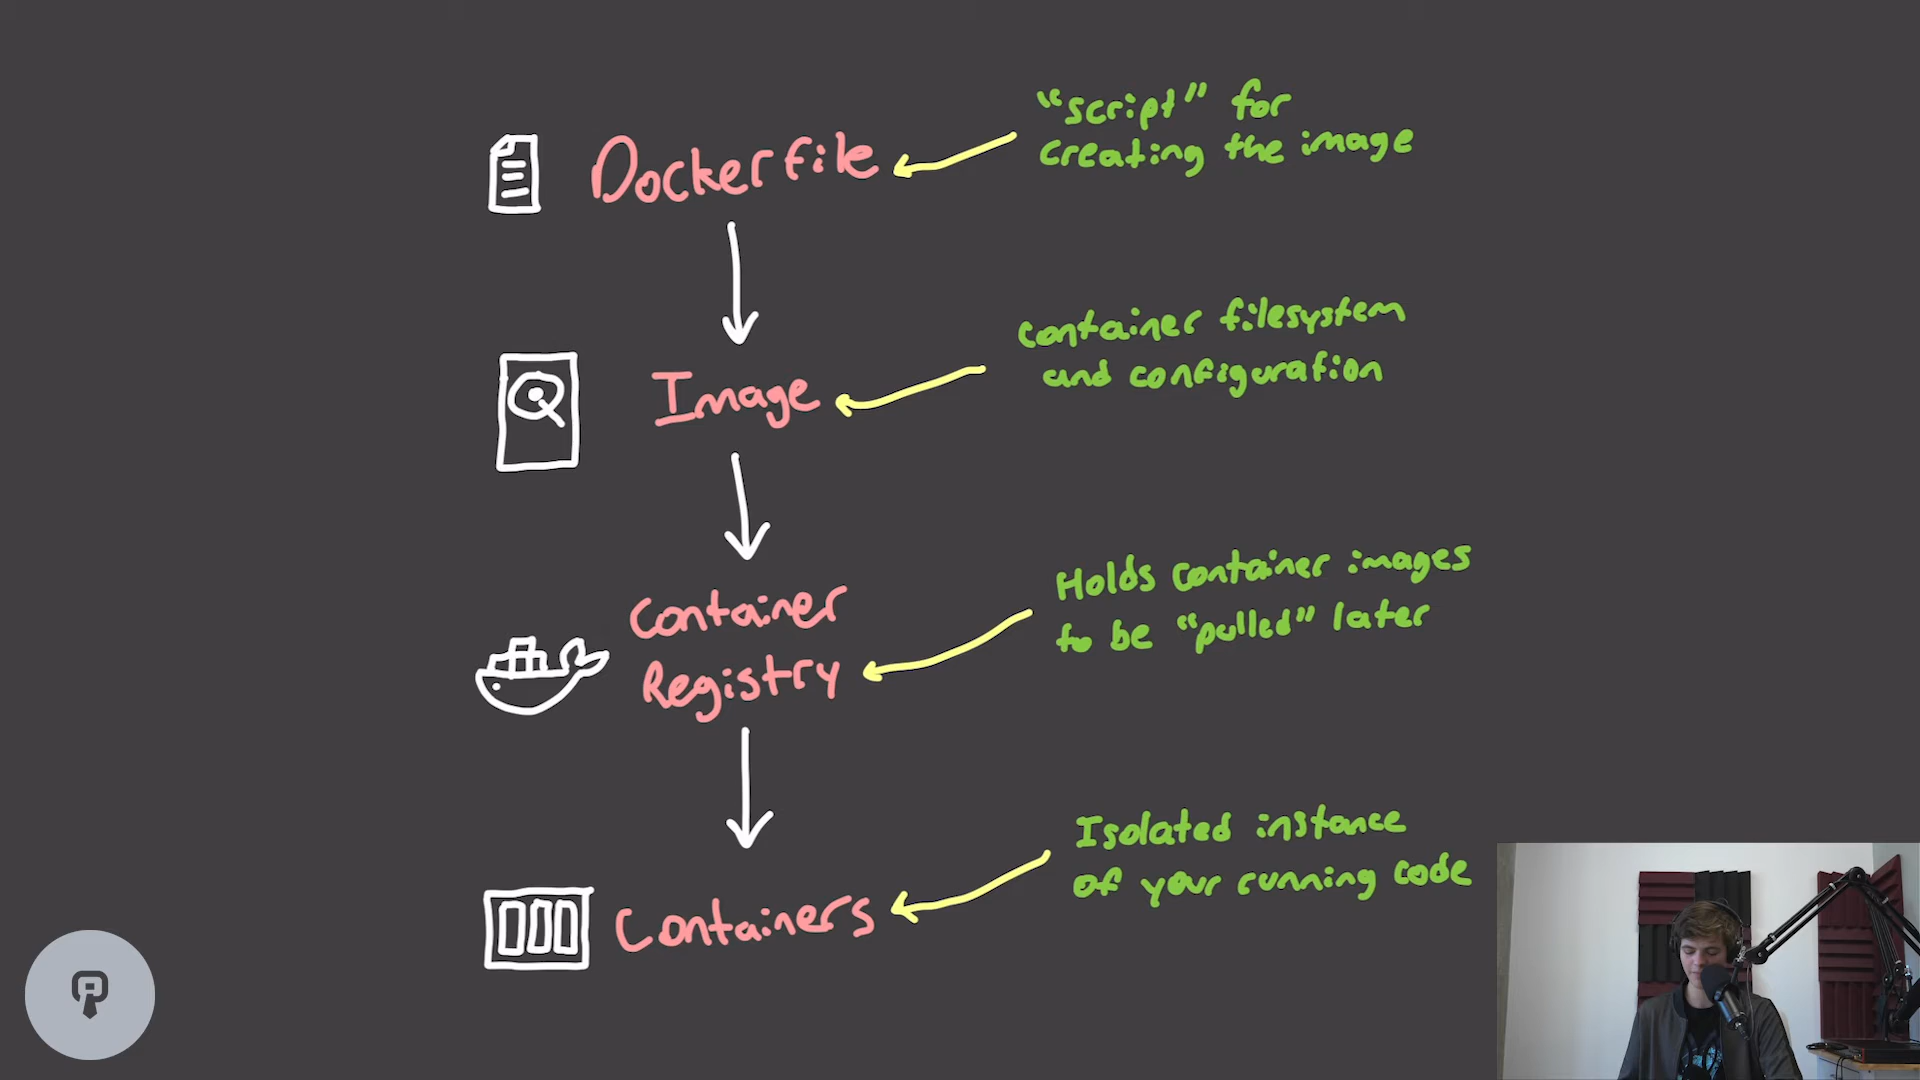 Dockerfile
"script" for
creating the image
Image
container filesystem
and configuration
Container
Registry
Holds container images
to be "pulled" later
Containers
Isolated instance
of your running code